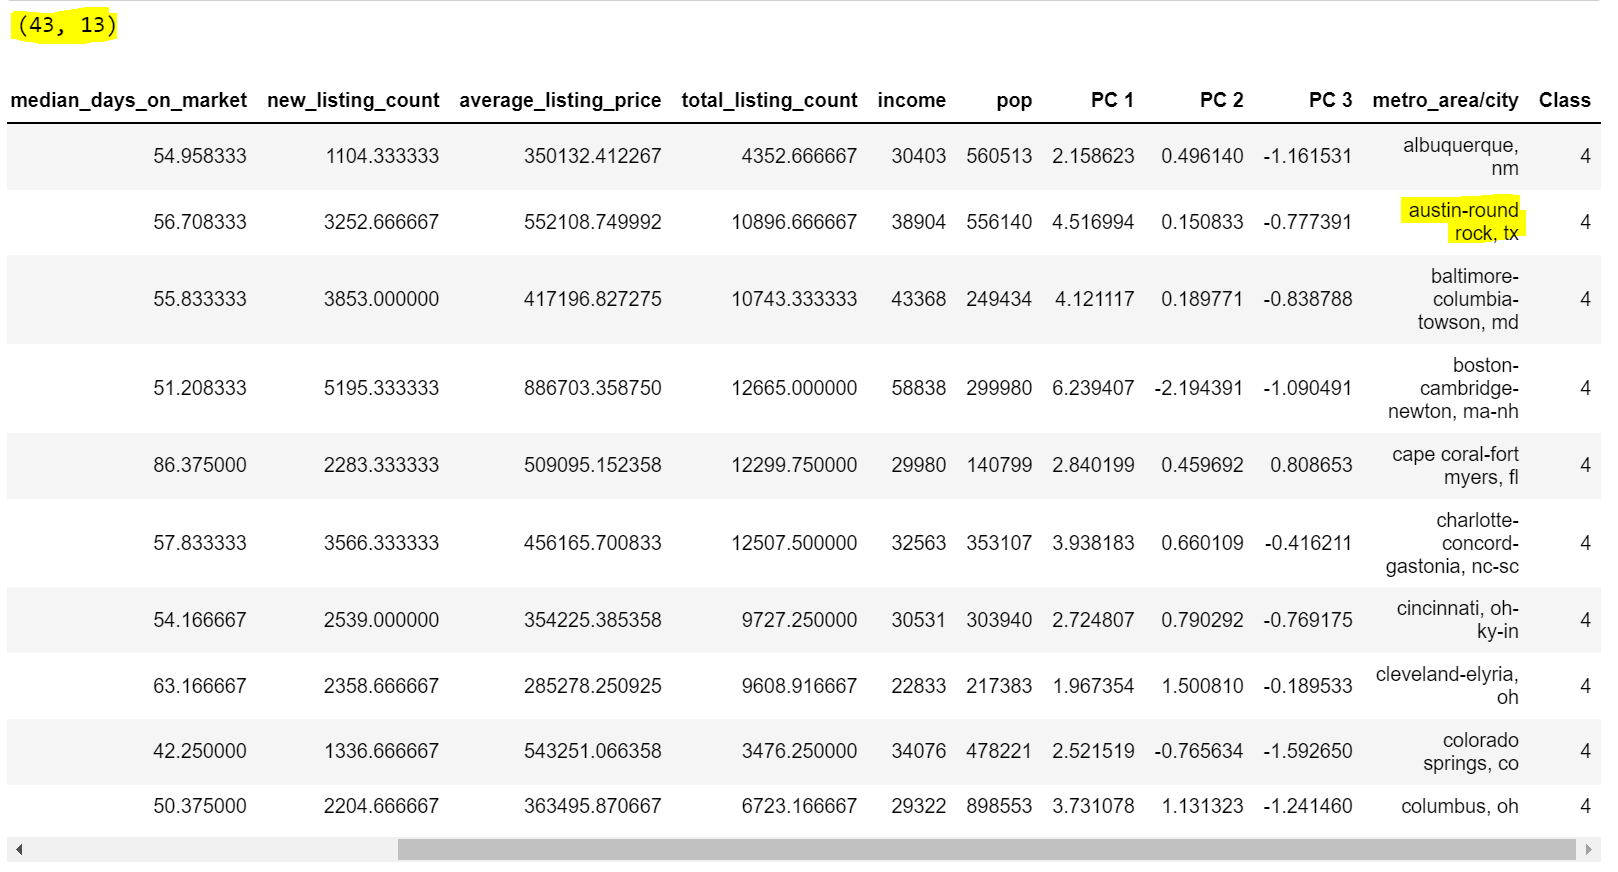 (43, 13)
median_days_on_market new_listing_count average_listing_price total_listing_count income pop PC 1 PC 2 PC 3 metro_area/city Class
54.958333 1104.333333 350132.412267 4352.666667 30403 560513 2.158623 0.496140 -1.161531 albuquerque, nm 4
56.708333 3252.666667 552108.749992 10896.666667 38904 556140 4.516994 0.150833 -0.777391 austin-round rock, tx 4
55.833333 3853.000000 417196.827275 10743.333333 43368 249434 4.121117 0.189771 -0.838788 baltimore-columbia-towson, md 4
51.208333 5195.333333 886703.358750 12665.000000 58838 299980 6.239407 -2.194391 -1.090491 boston-cambridge-newton, ma-nh 4
86.375000 2283.333333 509095.152358 12299.750000 29980 140799 2.840199 0.459692 0.808653 cape coral-fort myers, fl 4
57.833333 3566.333333 456165.700833 12507.500000 32563 353107 3.938183 0.660109 -0.416211 charlotte-concord-gastonia, nc-sc 4
54.166667 2539.000000 354225.385358 9727.250000 30531 303940 2.724807 0.790292 -0.769175 cincinnati, oh-ky-in 4
63.166667 2358.666667 285278.250925 9608.916667 22833 217383 1.967354 1.500810 -0.189533 cleveland-elyria, oh 4
42.250000 1336.666667 543251.066358 3476.250000 34076 478221 2.521519 -0.765634 -1.592650 colorado springs, co 4
50.375000 2204.666667 363495.870667 6723.166667 29322 898553 3.731078 1.131323 -1.241460 columbus, oh 4